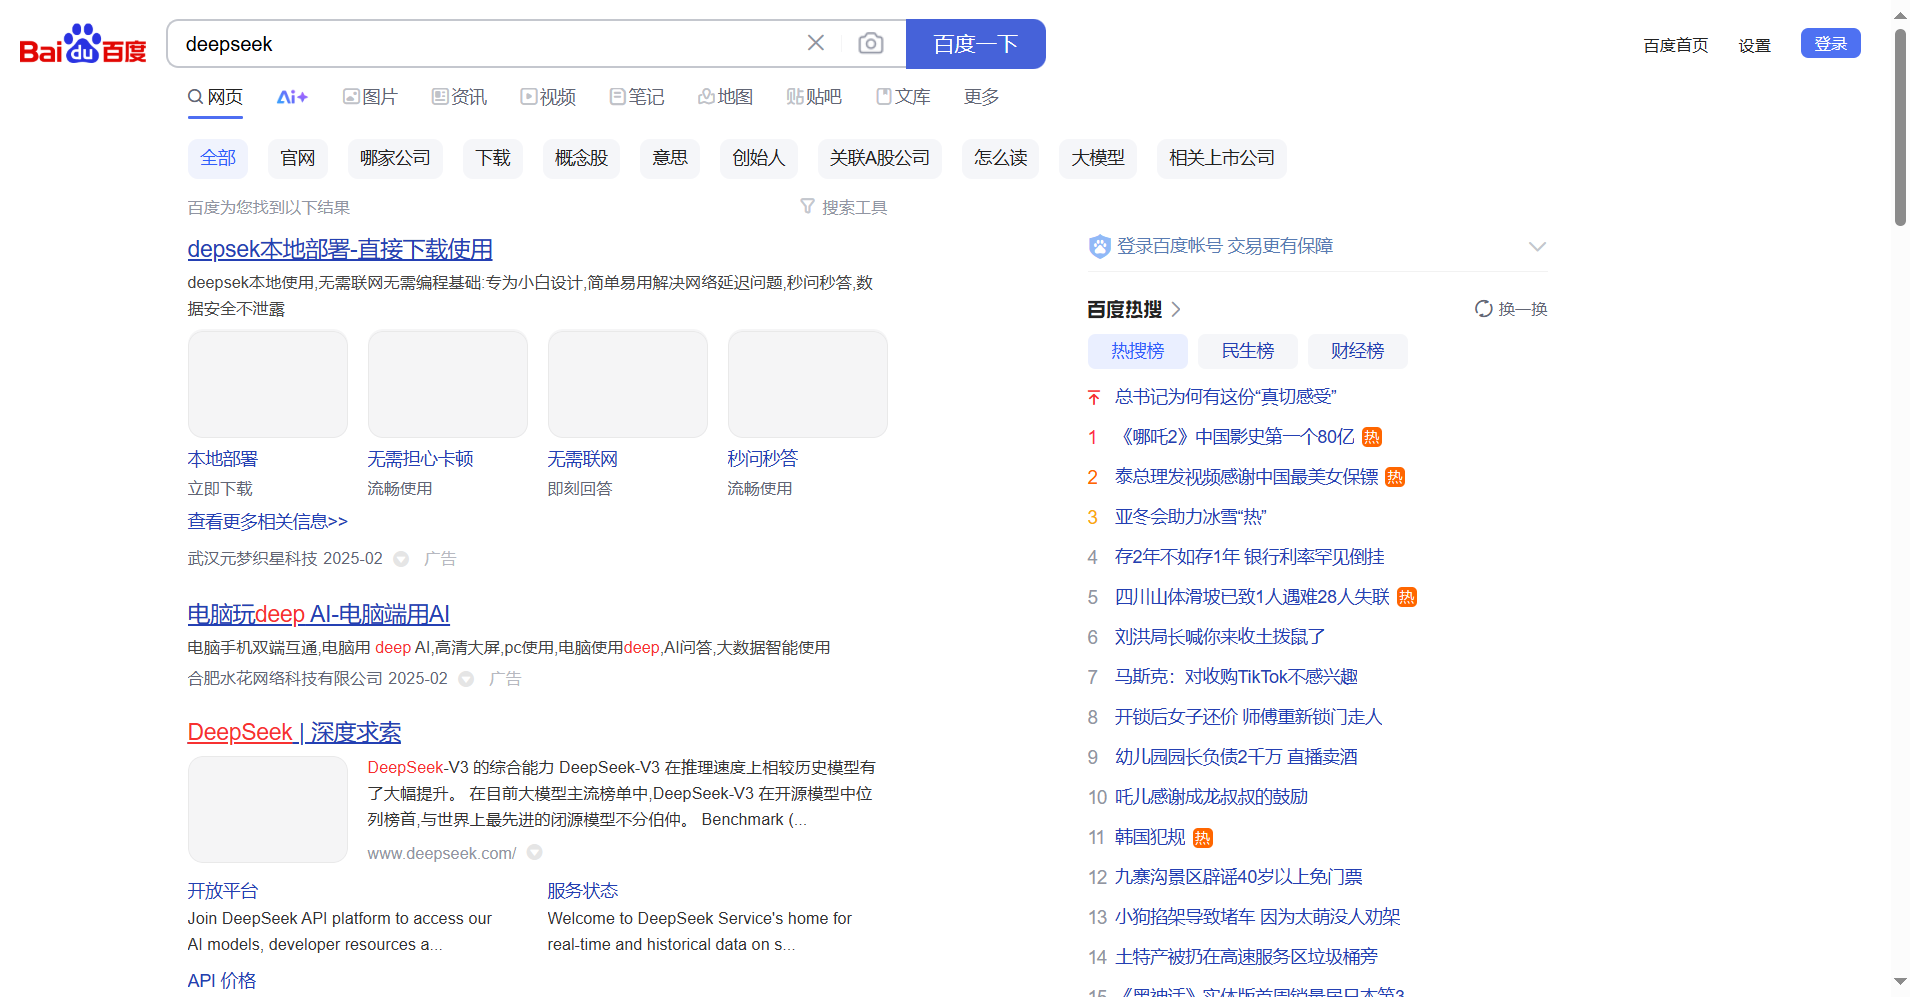 Bai du 百度
deepseek
百度一下
百度首页 设置 登录
网页 Ai+ 图片 资讯 视频 笔记 地图 贴吧 文库 更多
全部 官网 哪家公司 下载 概念股 意思 创始人 关联A股公司 怎么读 大模型 相关上市公司
百度为您找到以下结果
搜索工具
depsek本地部署-直接下载使用
deepsek本地使用,无需联网无需编程基础:专为小白设计,简单易用解决网络延迟问题,秒问秒答,数
据安全不泄露
本地部署 无需担心卡顿 无需联网 秒问秒答
立即下载 流畅使用 即刻回答 流畅使用
查看更多相关信息>>
武汉元梦织星科技 2025-02 广告
电脑玩deep AI-电脑端用AI
电脑手机双端互通,电脑用 deep AI,高清大屏,pc使用,电脑使用deep,AI问答,大数据智能使用
合肥水花网络科技有限公司 2025-02 广告
DeepSeek | 深度求索
DeepSeek-V3 的综合能力 DeepSeek-V3 在推理速度上相较历史模型有
了大幅提升。 在目前大模型主流榜单中,DeepSeek-V3 在开源模型中位
列榜首,与世界上最先进的闭源模型不分伯仲。 Benchmark (...
www.deepseek.com/
开放平台
Join DeepSeek API platform to access our
AI models, developer resources a...
服务状态
Welcome to DeepSeek Service's home for
real-time and historical data on s...
API 价格
登录百度帐号 交易更有保障
百度热搜
换一换
热搜榜 民生榜 财经榜
总书记为何有这份“真切感受”
1 《哪吒2》中国影史第一个80亿 热
2 泰总理发视频感谢中国最美女保镖 热
3 亚冬会助力冰雪“热”
4 存2年不如存1年 银行利率罕见倒挂
5 四川山体滑坡已致1人遇难28人失联 热
6 刘洪局长喊你来收土拨鼠了
7 马斯克：对收购TikTok不感兴趣
8 开锁后女子还价 师傅重新锁门走人
9 幼儿园园长负债2千万 直播卖酒
10 吒儿感谢成龙叔叔的鼓励
11 韩国犯规 热
12 九寨沟景区辟谣40岁以上免门票
13 小狗掐架导致堵车 因为太萌没人劝架
14 土特产被扔在高速服务区垃圾桶旁
15 《黑神话》实体版首周销量居日本第3